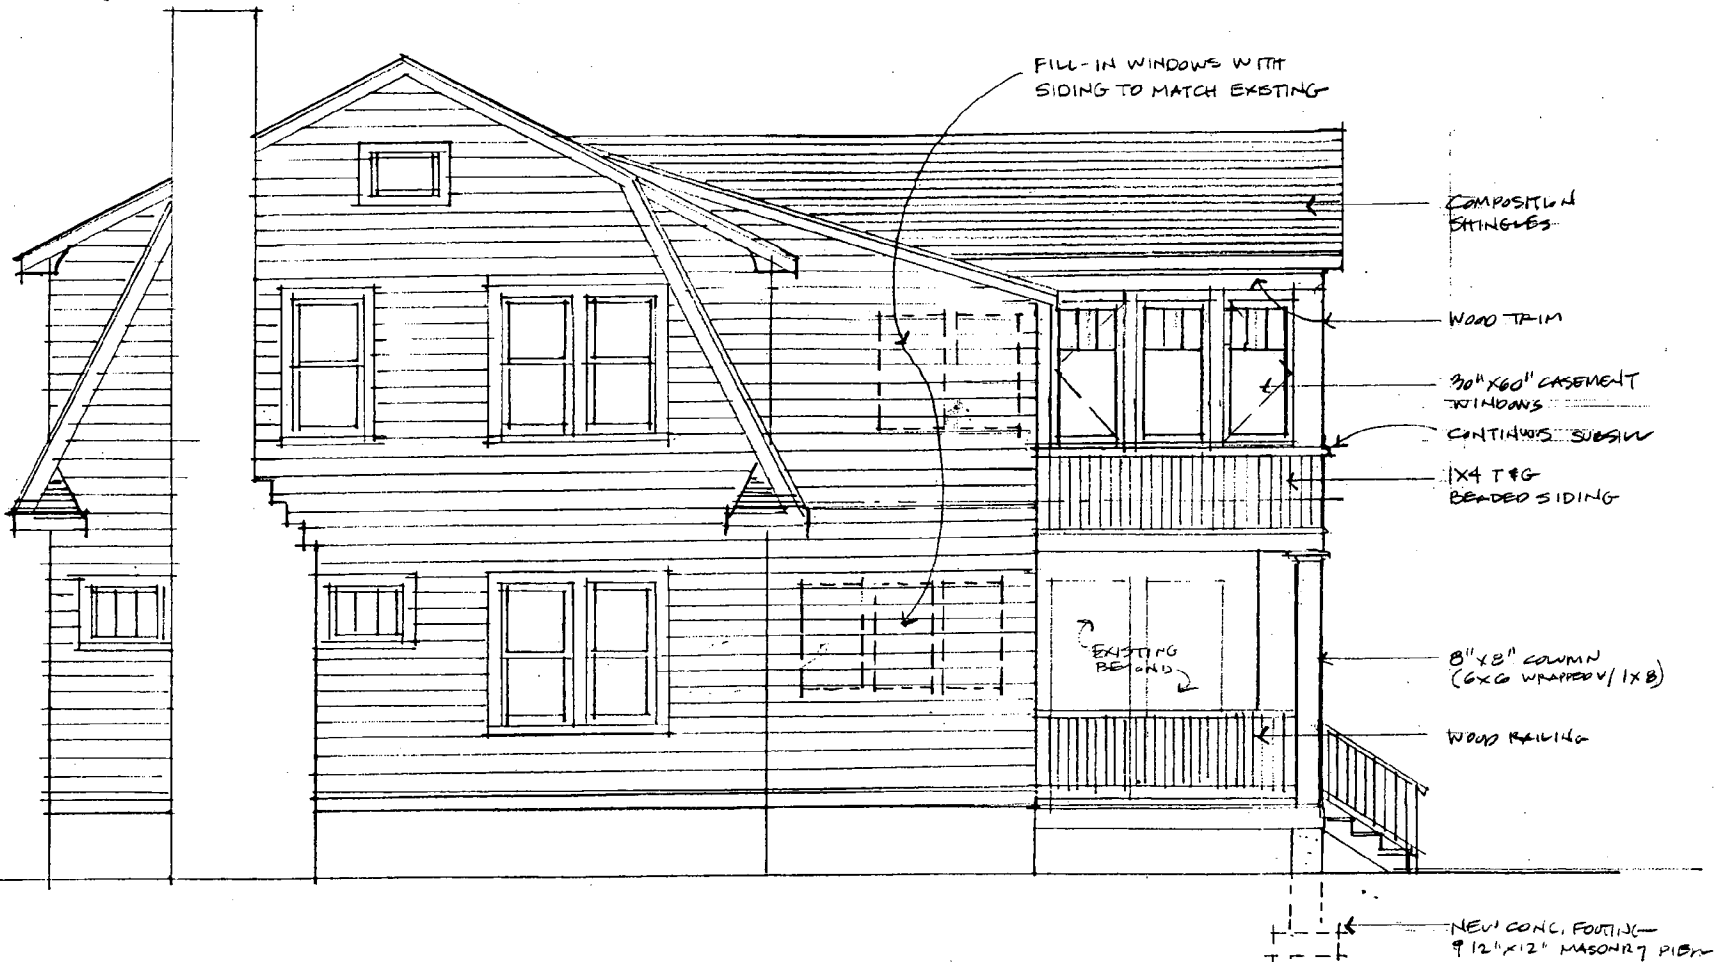 FILL-IN WINDOWS WITH
SIDING TO MATCH EXISTING
COMPOSITION
SHINGLES
WOOD TRIM
30"X60" CASEMENT
WINDOWS
CONTINUOUS SUBSILL
1X4 T&G
BEADED SIDING
EXISTING
BEYOND
8"X8" COLUMN
(6X6 WRAPPED W/ 1X8)
WOOD RAILING
NEW CONC. FOOTING
& 12"X12" MASONRY PIER